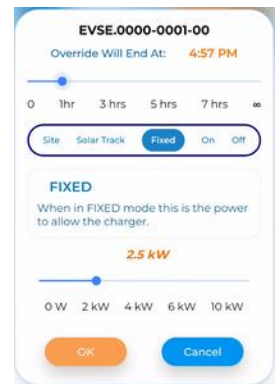 EVSE.0000-0001-00
Override Will End At: 4:57 PM
0 1hr 3 hrs 5 hrs 7 hrs ∞
Site Solar Track Fixed On Off
FIXED
When in FIXED mode this is the power
to allow the charger.
2.5 kW
0 W 2 kW 4 kW 6 kW 10 kW
OK Cancel